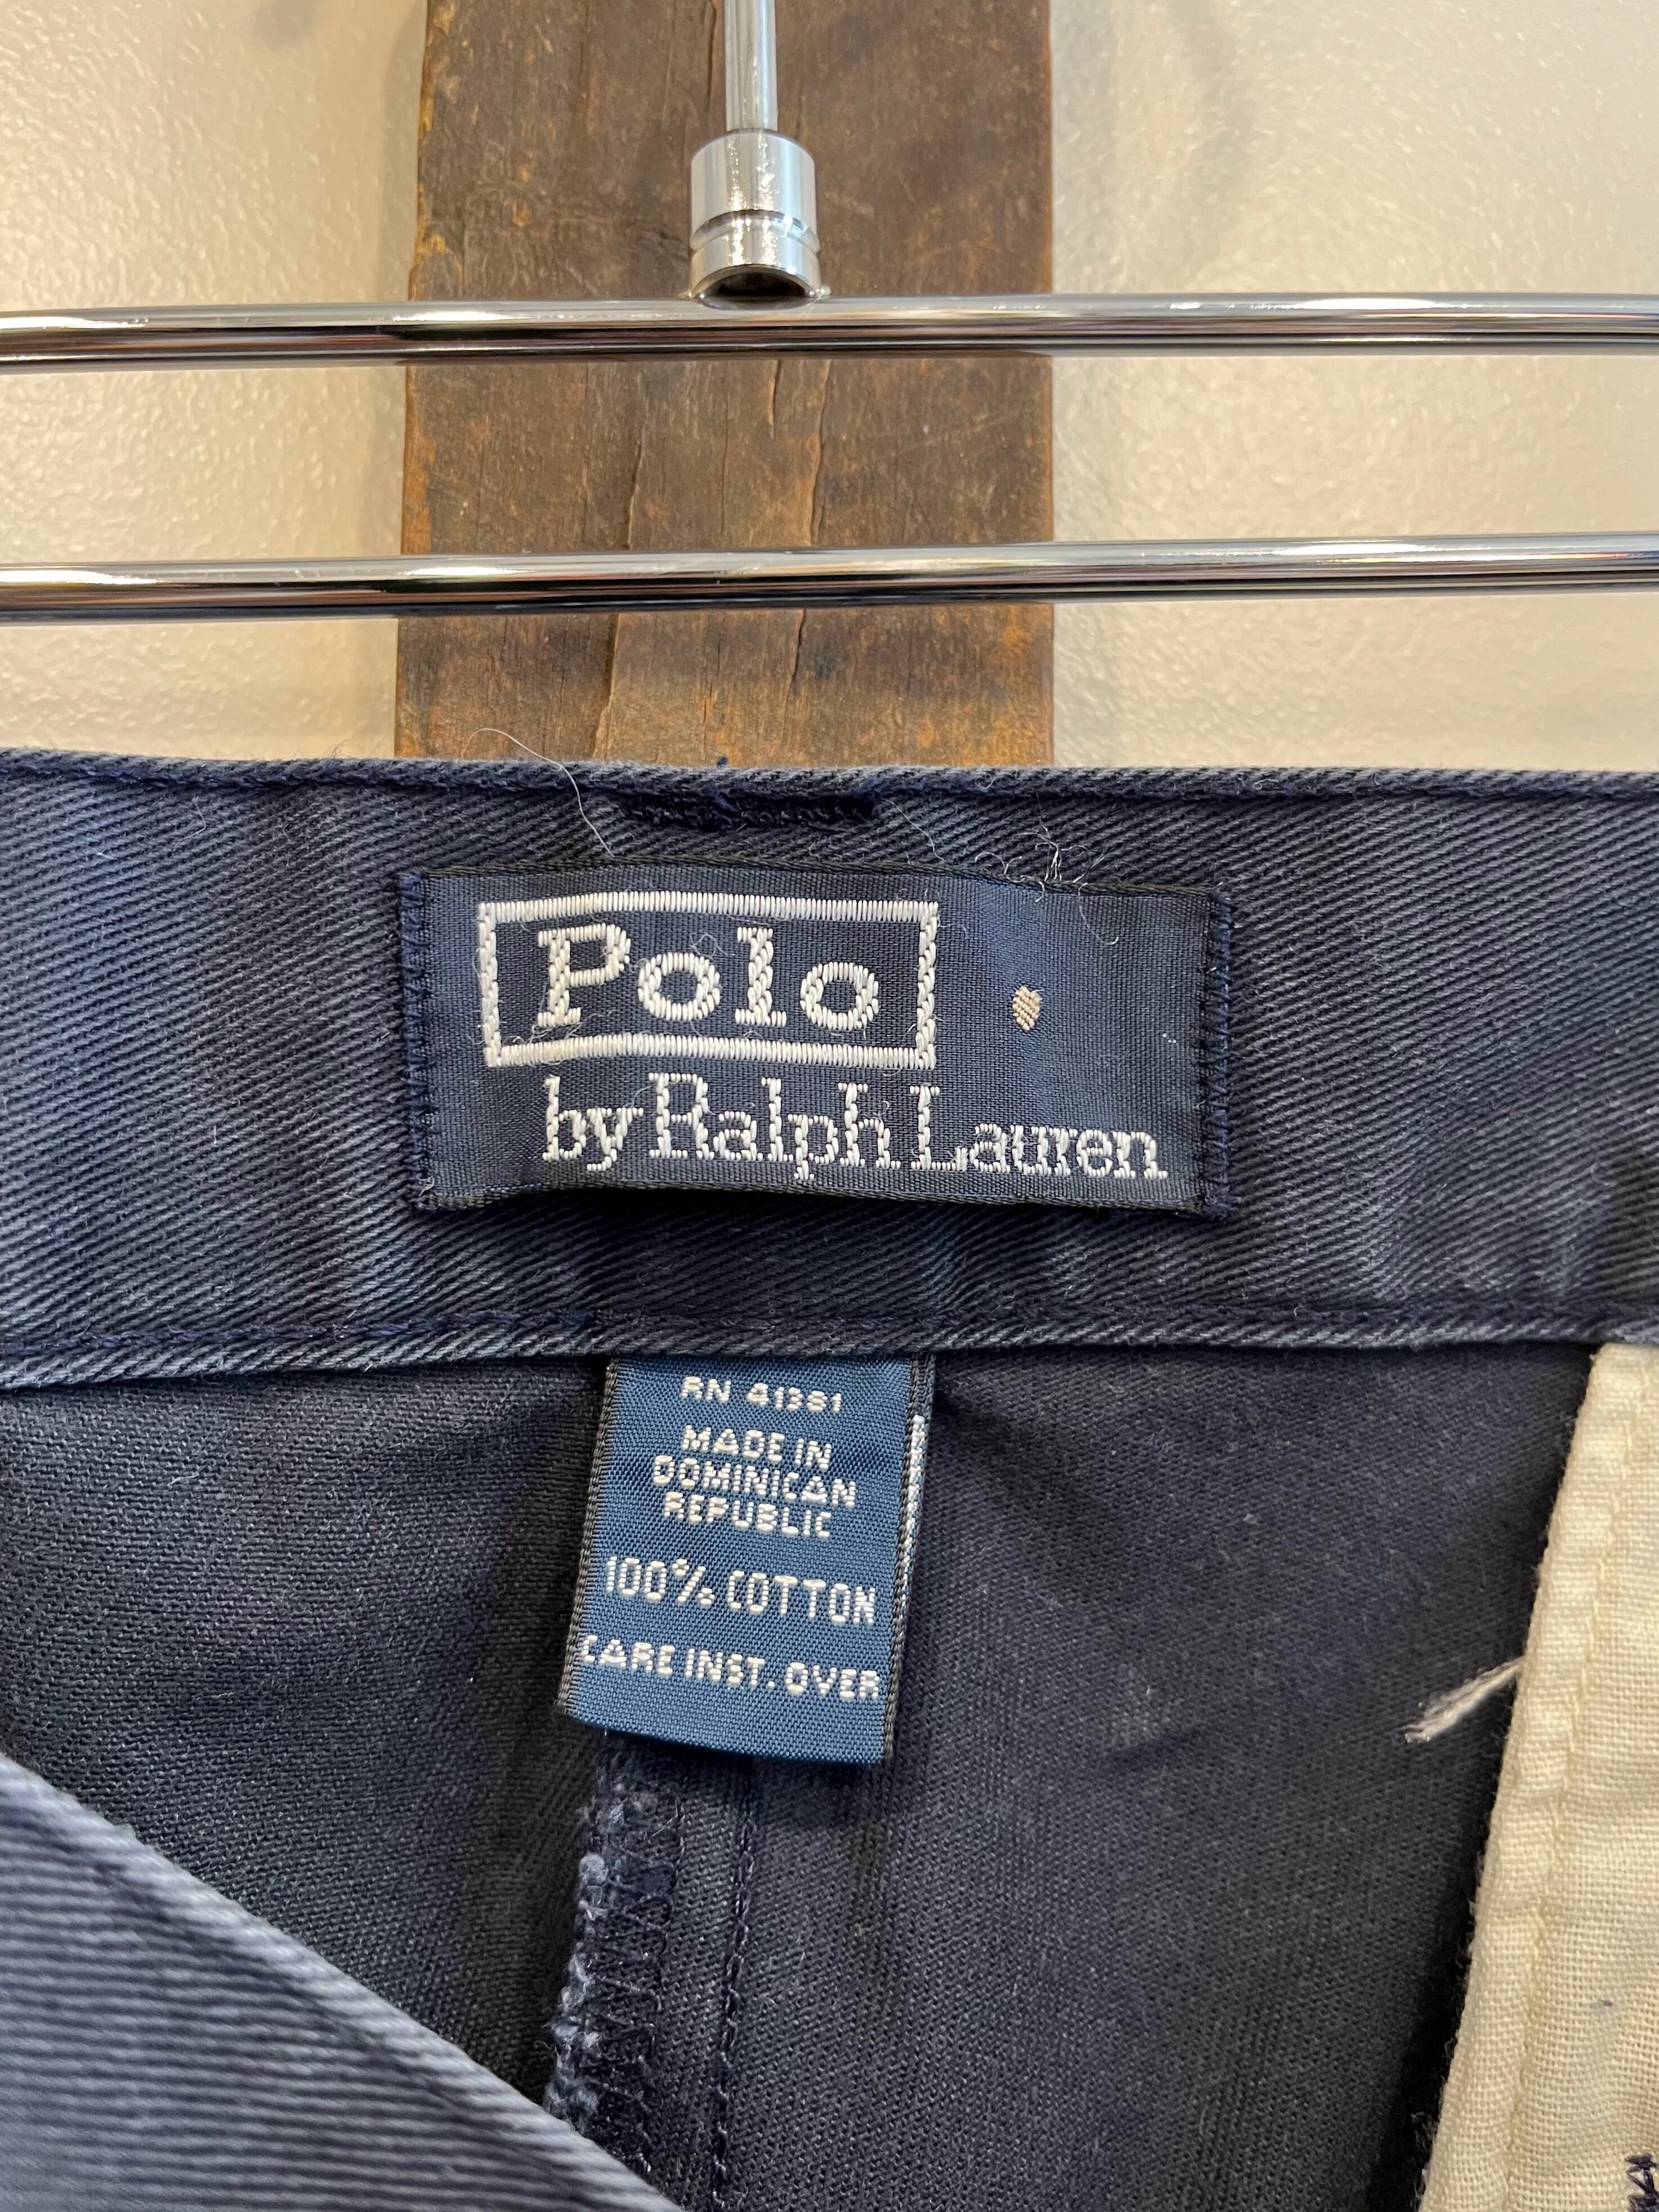 Polo
by Ralph Lauren
RN 41381
MADE IN
DOMINICAN
REPUBLIC
100% COTTON
CARE INST. OVER